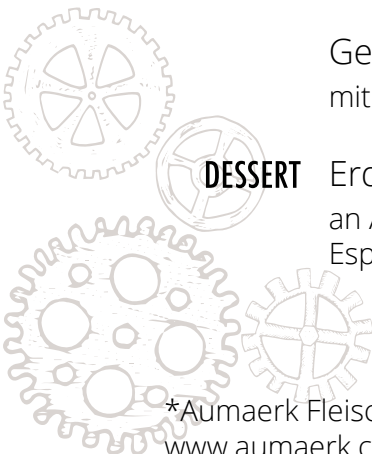 Ge
mit
DESSERT Erd
an A
Esp
*Aumaerk Fleisc
www.aumaerk.c